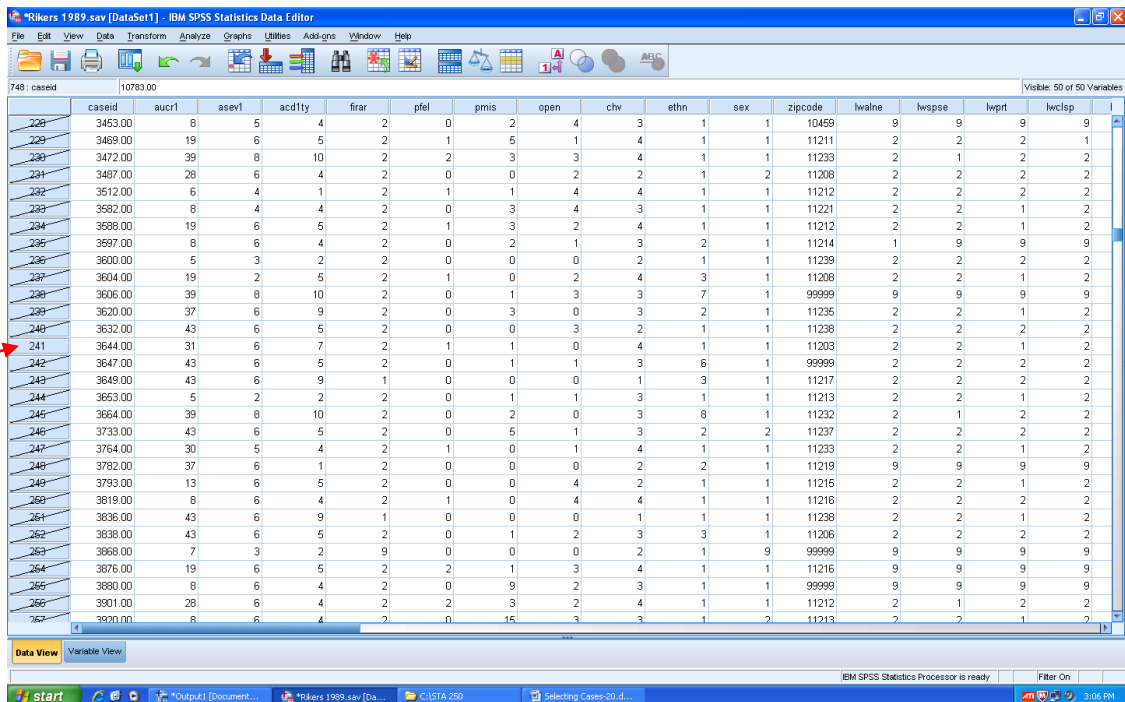 *Rikers 1989.sav [DataSet1] - IBM SPSS Statistics Data Editor
File Edit View Data Transform Analyze Graphs Utilities Add-ons Window Help
748 : caseid 10783.00 Visible: 50 of 50 Variables
caseid aucr1 asev1 acd1ty firar pfel pmis open chv ethn sex zipcode lwalne lwspse lwprt lwclsp
228 3453.00 8 5 4 2 0 2 4 3 1 1 10459 9 9 9 9
229 3469.00 19 6 5 2 1 5 1 4 1 1 11211 2 2 2 1
230 3472.00 39 8 10 2 2 3 3 4 1 1 11233 2 1 2 2
231 3487.00 28 6 4 2 0 0 2 2 1 2 11208 2 2 2 2
232 3512.00 6 4 1 2 1 1 4 4 1 1 11212 2 2 2 2
233 3582.00 8 4 4 2 0 3 4 3 1 1 11221 2 2 1 2
234 3588.00 19 6 5 2 1 3 2 4 1 1 11212 2 2 1 2
235 3597.00 8 6 4 2 0 2 1 3 2 1 11214 1 9 9 9
236 3600.00 5 3 2 2 0 0 0 2 1 1 11239 2 2 2 2
237 3604.00 19 2 5 2 1 0 2 4 3 1 11208 2 2 1 2
238 3606.00 39 8 10 2 0 1 3 3 7 1 99999 9 9 9 9
239 3620.00 37 6 9 2 0 3 0 3 2 1 11235 2 2 1 2
240 3632.00 43 6 5 2 0 0 3 2 1 1 11238 2 2 2 2
241 3644.00 31 6 7 2 1 1 0 4 1 1 11203 2 2 1 2
242 3647.00 43 6 5 2 0 1 1 3 6 1 99999 2 2 2 2
243 3649.00 43 6 9 1 0 0 0 1 3 1 11217 2 2 2 2
244 3653.00 5 2 2 2 0 1 1 3 1 1 11213 2 2 1 2
245 3664.00 39 8 10 2 0 2 0 3 8 1 11232 2 1 2 2
246 3733.00 43 6 5 2 0 5 1 3 2 2 11237 2 2 2 2
247 3764.00 30 5 4 2 1 0 1 4 1 1 11233 2 2 1 2
248 3782.00 37 6 1 2 0 0 0 2 2 1 11219 9 9 9 9
249 3793.00 13 6 5 2 0 0 4 2 1 1 11215 2 2 1 2
250 3819.00 8 6 4 2 1 0 4 4 1 1 11216 2 2 2 2
251 3836.00 43 6 9 1 0 0 0 1 1 1 11238 2 2 1 2
252 3838.00 43 6 5 2 0 1 2 3 3 1 11206 2 2 2 2
253 3868.00 7 3 2 9 0 0 0 2 1 9 99999 9 9 9 9
254 3876.00 19 6 5 2 2 1 3 4 1 1 11216 9 9 9 9
255 3880.00 8 6 4 2 0 9 2 3 1 1 99999 9 9 9 9
256 3901.00 28 6 4 2 2 3 2 4 1 1 11212 2 1 2 2
257 3920.00 8 6 4 2 0 15 3 3 1 2 11213 2 2 1 2
Data View Variable View
IBM SPSS Statistics Processor is ready Filter On
start *Output1 [Document... *Rikers 1989.sav [Da... C:\STA 250 Selecting Cases-20.d... 3:06 PM